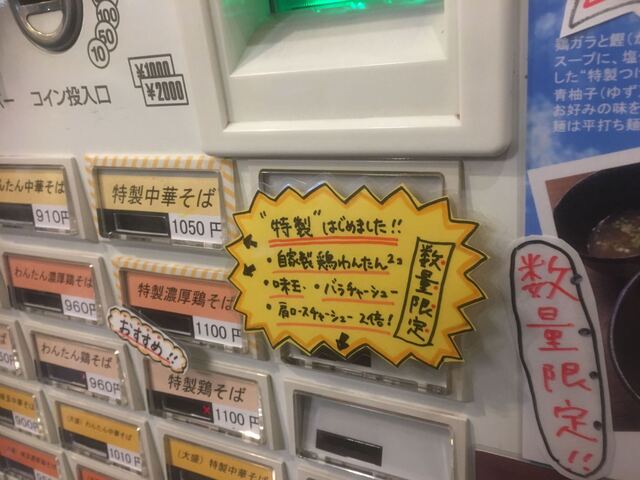 100
50
10
コイン投入口
¥1000
¥2000
鶏ガラと鰹(か
スープに、塩
した"特製つけ
青柚子(ゆず)
お好みの味を
麺は平打ち麺
んたん中華そば
910円
特製中華そば
1050円
"特製"はじめました!!
・自家製鶏わんたん2コ
・味玉・バラチャーシュー
・肩ロースチャーシュー 2倍!
数量限定
数量限定!!
わんたん濃厚鶏そば
960円
特製濃厚鶏そば
1100円
おすすめ!!
わんたん鶏そば
960円
特製鶏そば
1100円
900円
(大盛)わんたん中華そば
1010円
(大盛)特製中華そば